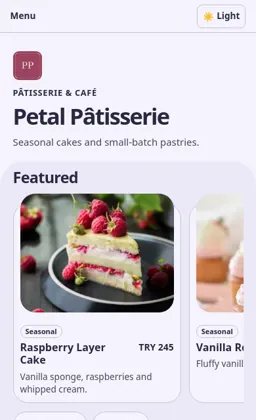 Menu
☀️ Light
PP
PÂTISSERIE & CAFÉ
Petal Pâtisserie
Seasonal cakes and small-batch pastries.
Featured
Seasonal
Raspberry Layer
Cake
TRY 245
Vanilla sponge, raspberries and
whipped cream.
Seasonal
Vanilla
Fluffy